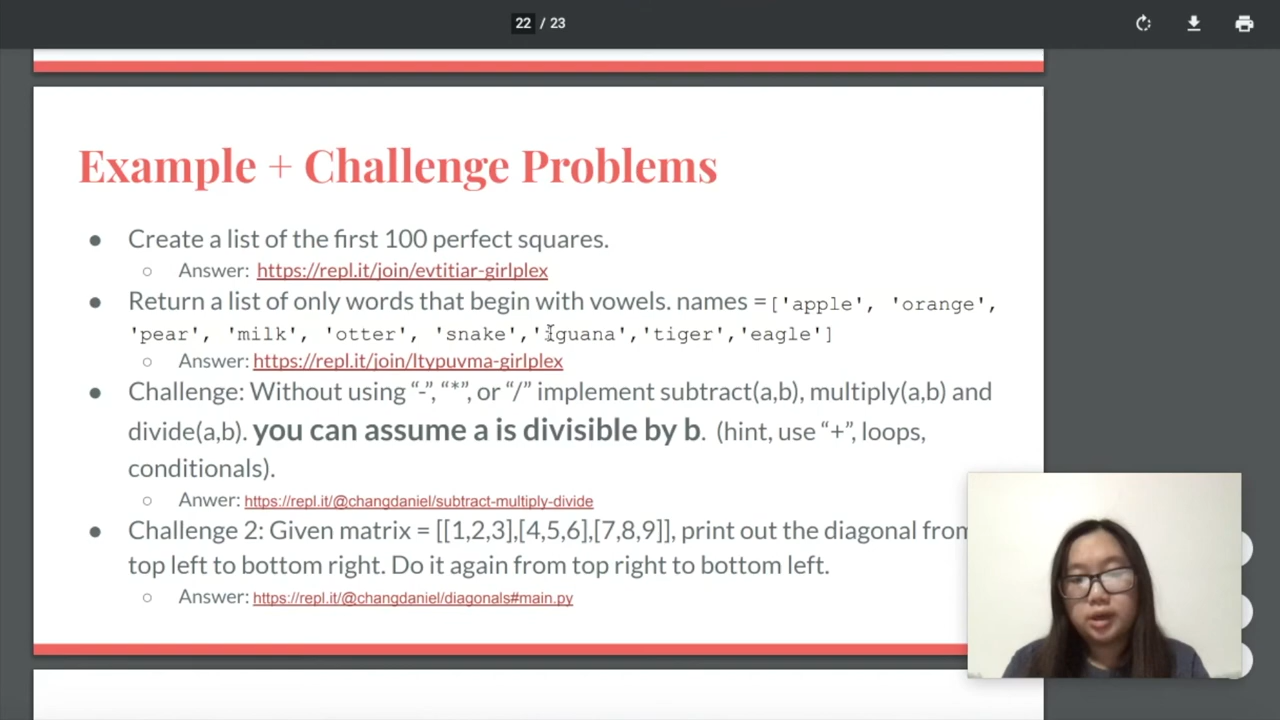 22 / 23
Example + Challenge Problems
● Create a list of the first 100 perfect squares.
○ Answer: https://repl.it/join/evtitiar-girlplex
● Return a list of only words that begin with vowels. names =['apple', 'orange',
'pear', 'milk', 'otter', 'snake','iguana','tiger','eagle']
○ Answer: https://repl.it/join/ltypuvma-girlplex
● Challenge: Without using “-”, “*”, or “/” implement subtract(a,b), multiply(a,b) and
divide(a,b). you can assume a is divisible by b. (hint, use “+”, loops,
conditionals).
○ Anwer: https://repl.it/@changdaniel/subtract-multiply-divide
● Challenge 2: Given matrix = [[1,2,3],[4,5,6],[7,8,9]], print out the diagonal from
top left to bottom right. Do it again from top right to bottom left.
○ Answer: https://repl.it/@changdaniel/diagonals#main.py